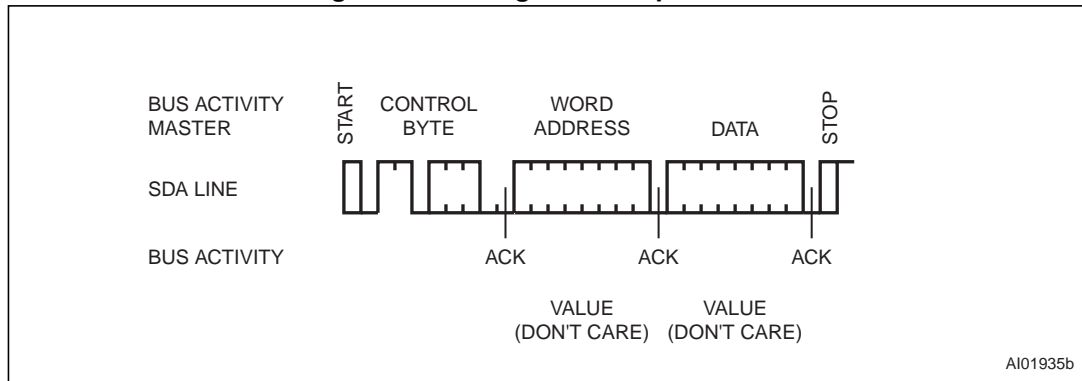 BUS ACTIVITY
MASTER
START
CONTROL
BYTE
WORD
ADDRESS
DATA
STOP
SDA LINE
BUS ACTIVITY
ACK
ACK
ACK
VALUE
(DON'T CARE)
VALUE
(DON'T CARE)
AI01935b